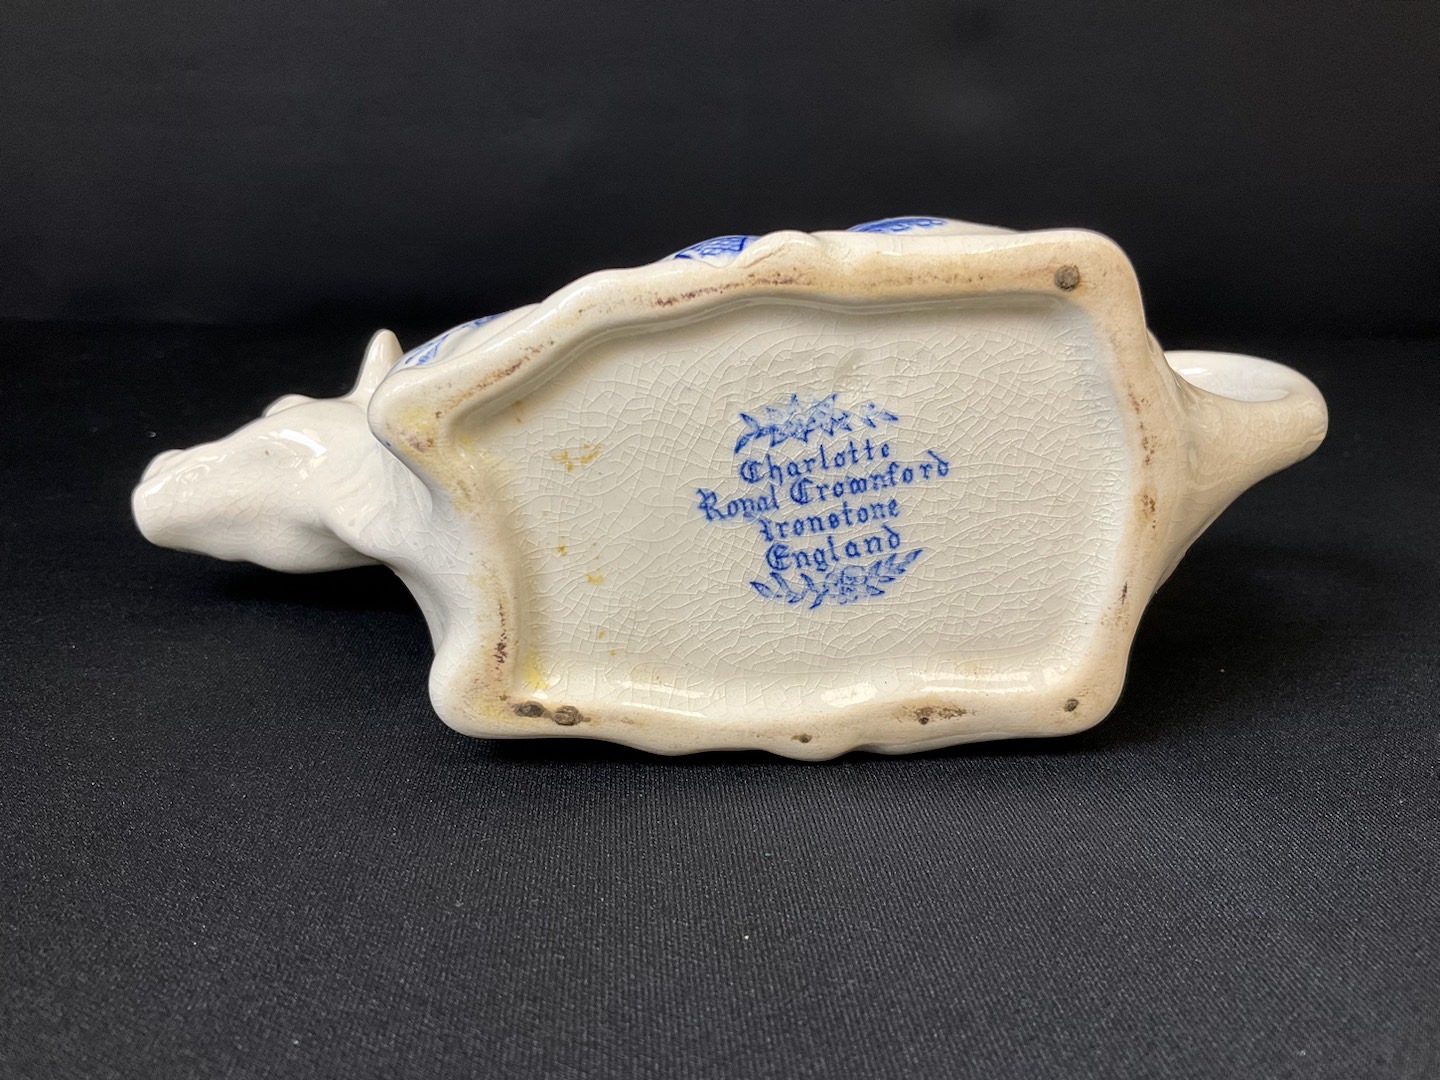 Charlotte
Royal Crownford
Ironstone
England